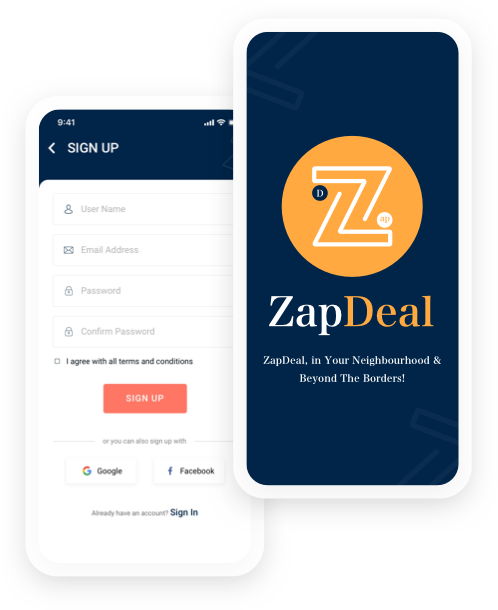 9:41
SIGN UP
User Name
Email Address
Password
Confirm Password
I agree with all terms and conditions
SIGN UP
or you can also sign up with
Google
Facebook
Already have an account? Sign In
D
Z
ap
ZapDeal
ZapDeal, in Your Neighbourhood &
Beyond The Borders!